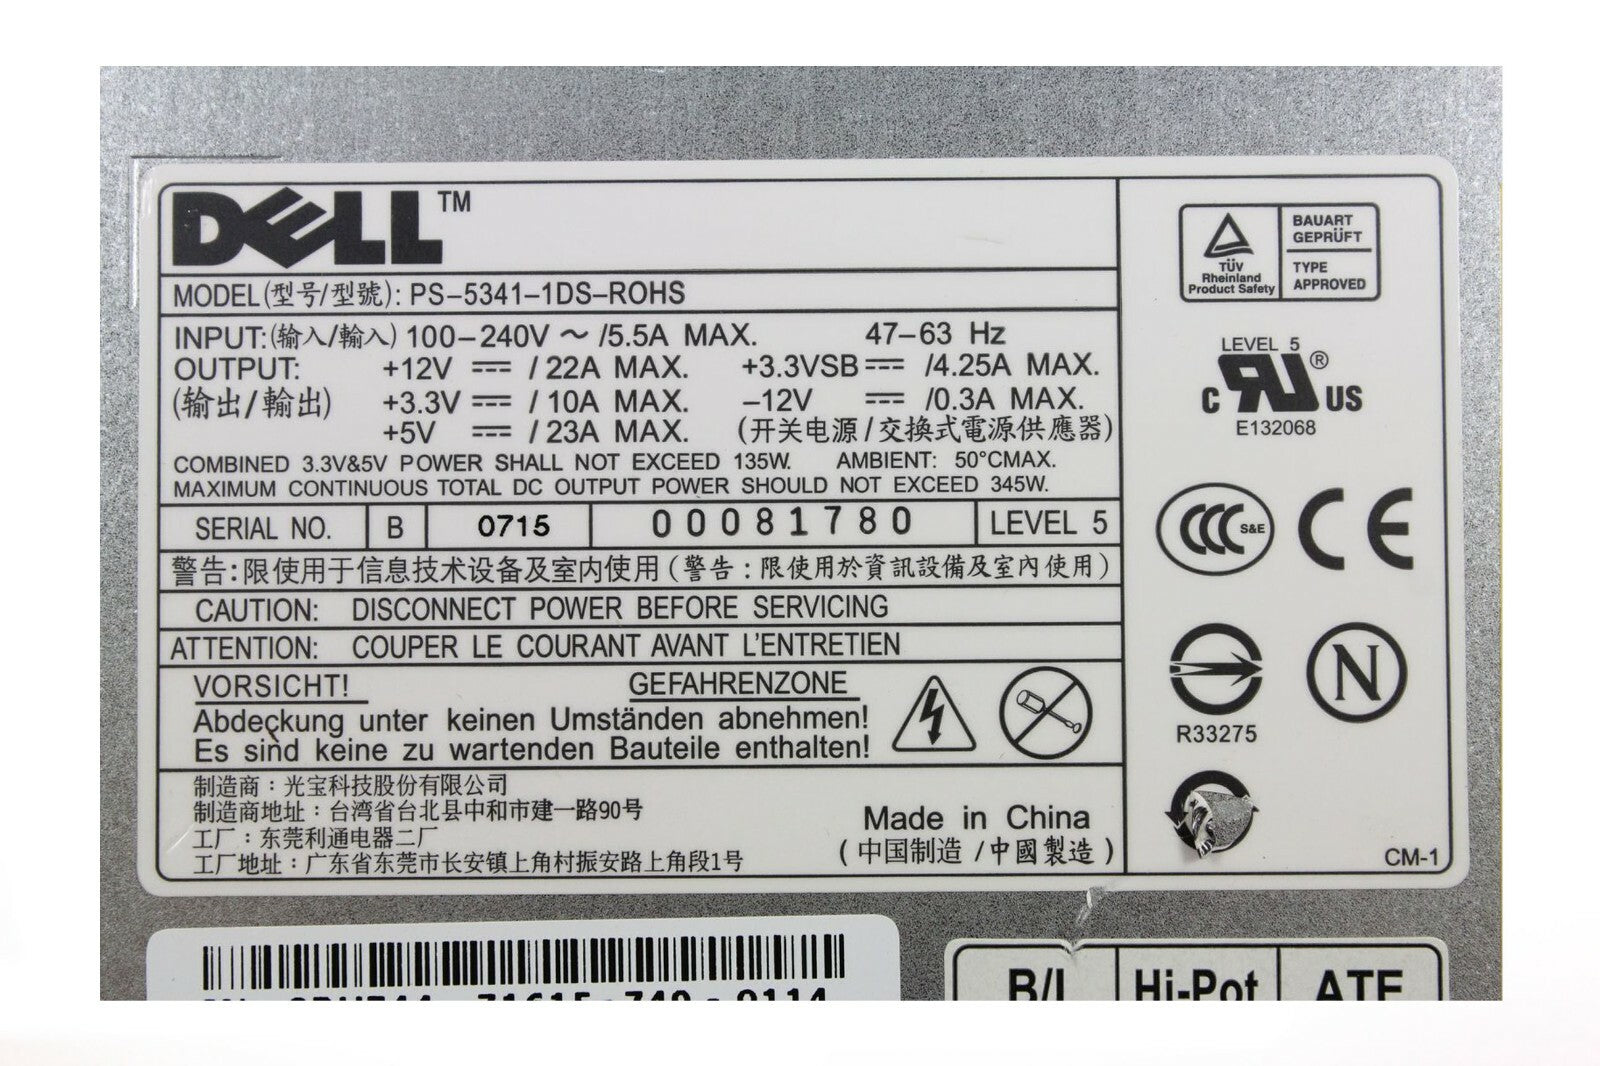 DELL™
MODEL(型号/型號): PS-5341-1DS-ROHS
INPUT:(输入/輸入) 100-240V ~ /5.5A MAX. 47-63 Hz
OUTPUT: +12V ⎓ / 22A MAX. +3.3VSB ⎓ /4.25A MAX.
(输出/輸出) +3.3V ⎓ / 10A MAX. -12V ⎓ /0.3A MAX.
+5V ⎓ / 23A MAX. (开关电源/交換式電源供應器)
COMBINED 3.3V&5V POWER SHALL NOT EXCEED 135W. AMBIENT: 50°CMAX.
MAXIMUM CONTINUOUS TOTAL DC OUTPUT POWER SHOULD NOT EXCEED 345W.
SERIAL NO. B 0715 00081780 LEVEL 5
警告:限使用于信息技术设备及室内使用(警告:限使用於資訊設備及室內使用)
CAUTION: DISCONNECT POWER BEFORE SERVICING
ATTENTION: COUPER LE COURANT AVANT L'ENTRETIEN
VORSICHT! GEFAHRENZONE
Abdeckung unter keinen Umständen abnehmen!
Es sind keine zu wartenden Bauteile enthalten!
制造商:光宝科技股份有限公司
制造商地址:台湾省台北县中和市建一路90号
工厂:东莞利通电器二厂
工厂地址:广东省东莞市长安镇上角村振安路上角段1号
Made in China
(中国制造/中國製造)
TÜV
Rheinland
Product Safety
BAUART
GEPRÜFT
TYPE
APPROVED
LEVEL 5
c RU® US
E132068
CCC S&E CE
N
R33275
CM-1
B/I Hi-Pot ATE